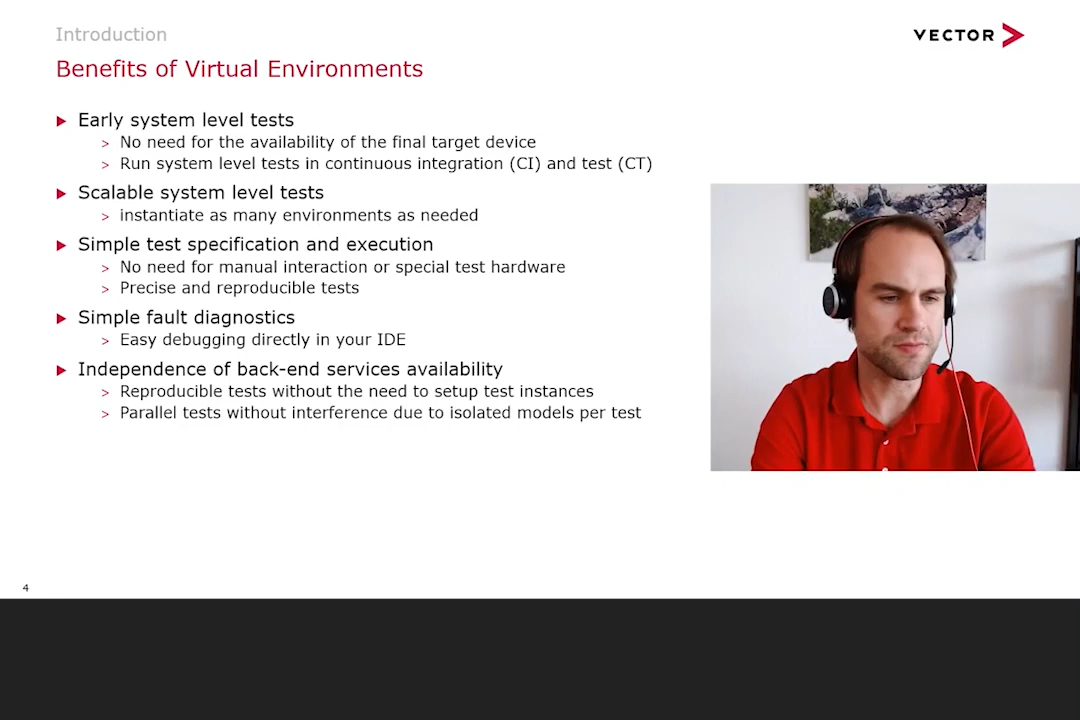 Introduction
VECTOR
Benefits of Virtual Environments
Early system level tests
> No need for the availability of the final target device
> Run system level tests in continuous integration (CI) and test (CT)
Scalable system level tests
> instantiate as many environments as needed
Simple test specification and execution
> No need for manual interaction or special test hardware
> Precise and reproducible tests
Simple fault diagnostics
> Easy debugging directly in your IDE
Independence of back-end services availability
> Reproducible tests without the need to setup test instances
> Parallel tests without interference due to isolated models per test
4